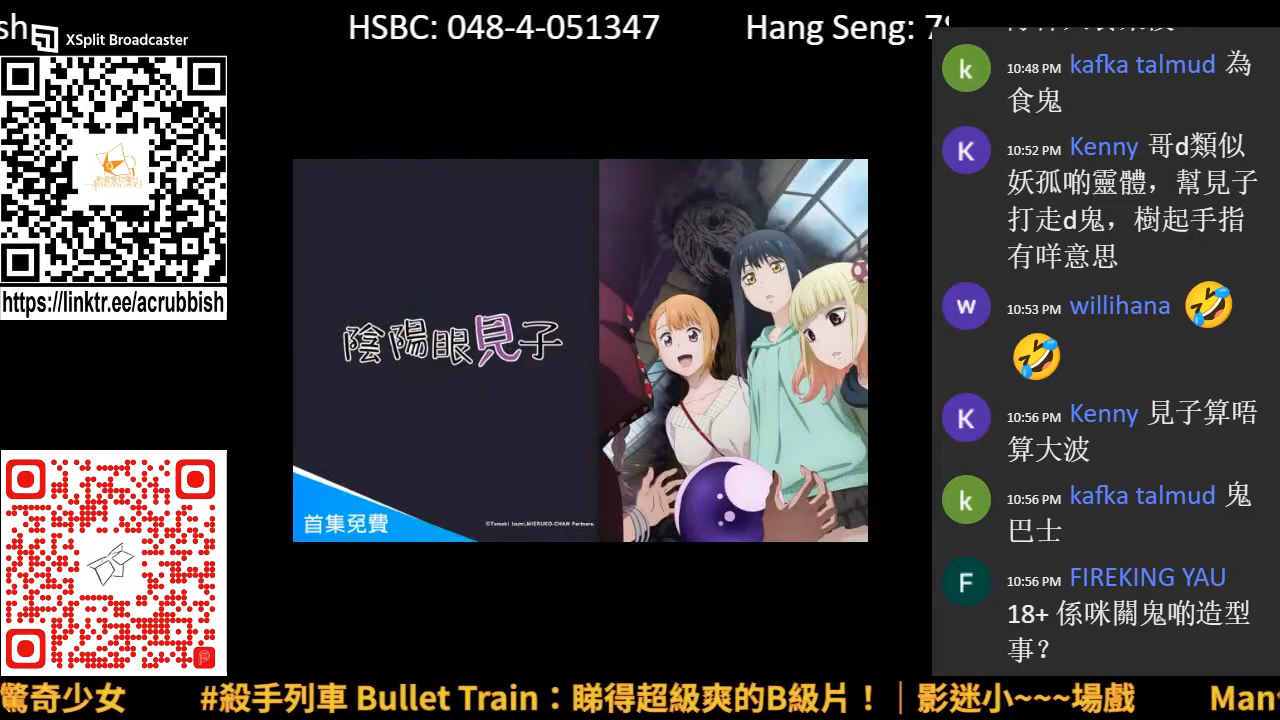 sh
HSBC: 048-4-051347
Hang Seng: 7
XSplit Broadcaster
https://linktr.ee/acrubbish
陰陽眼見子
首集免費
©Tomoki Izumi,MIERUKO-CHAN Partners.
k
10:48 PM kafka talmud 為
食鬼
K
10:52 PM Kenny 哥d類似
妖孤啲靈體，幫見子
打走d鬼，樹起手指
有咩意思
w
10:53 PM willihana 🤣
🤣
K
10:56 PM Kenny 見子算唔
算大波
k
10:56 PM kafka talmud 鬼
巴士
F
10:56 PM FIREKING YAU
18+ 係咪關鬼啲造型
事？
驚奇少女
#殺手列車 Bullet Train：睇得超級爽的B級片！｜影迷小~~~場戲
Man